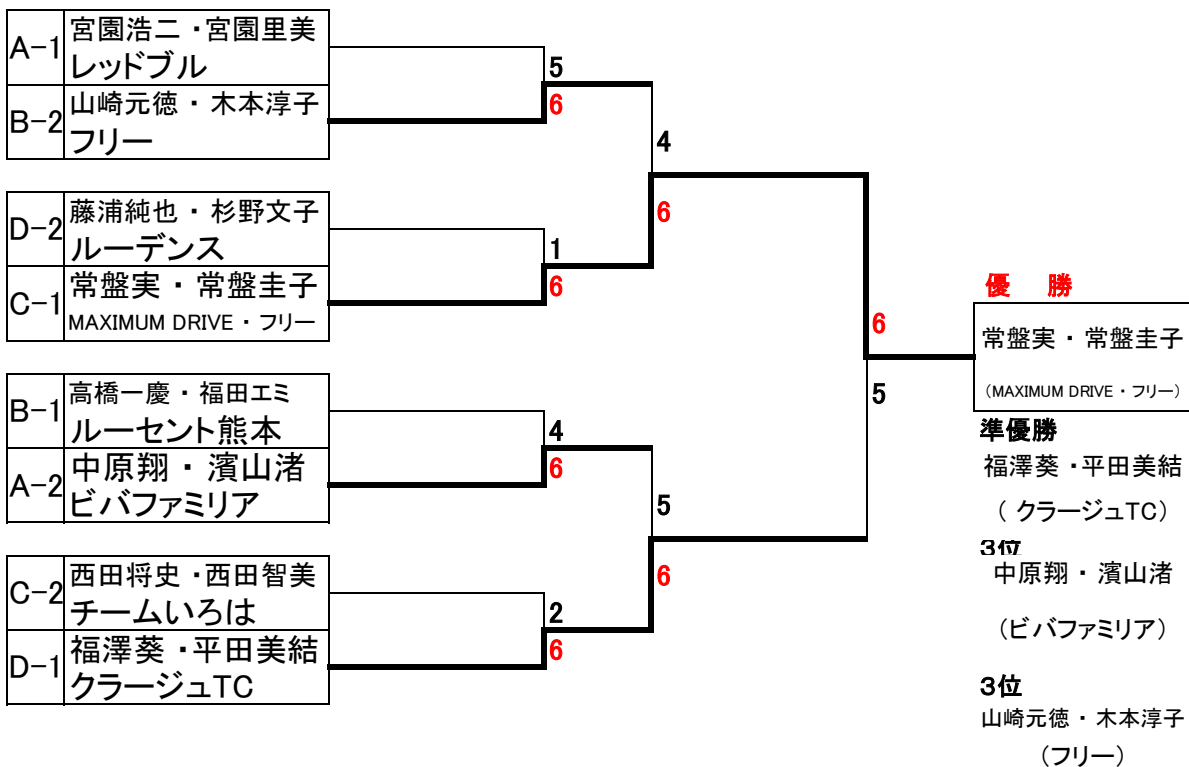 A-1
宮園浩二 ・宮園里美
レッドブル
5
B-2
山崎元徳 ・ 木本淳子
フリー
6
4
D-2
藤浦純也 ・ 杉野文子
ルーデンス
6
1
C-1
常盤実 ・ 常盤圭子
MAXIMUM DRIVE ・ フリー
6
B-1
高橋一慶 ・ 福田エミ
ルーセント熊本
4
A-2
中原翔 ・ 濱山渚
ビバファミリア
6
5
C-2
西田将史 ・西田智美
チームいろは
6
2
D-1
福澤葵 ・平田美結
クラージュTC
6
6
5
優 勝
常盤実 ・ 常盤圭子
（MAXIMUM DRIVE ・ フリー）
準優勝
福澤葵 ・平田美結
（ クラージュTC）
3位
中原翔 ・ 濱山渚
（ビバファミリア）
3位
山崎元徳 ・ 木本淳子
（フリー）